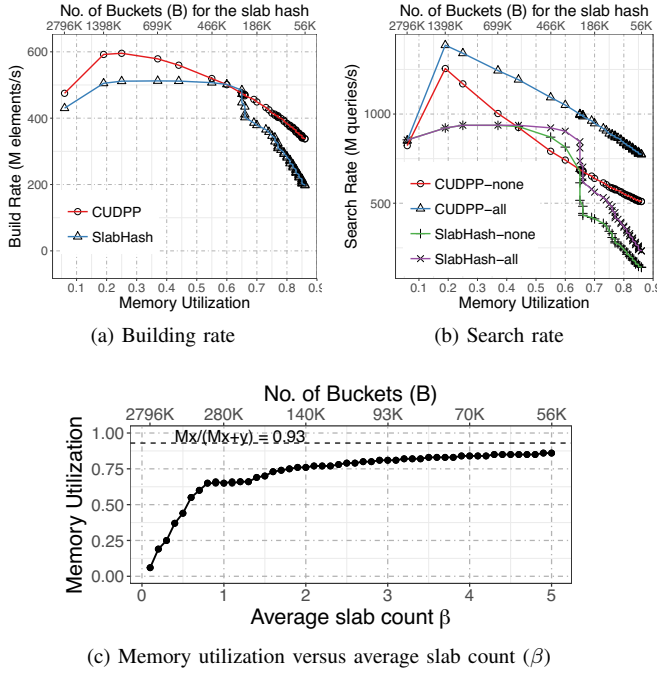 No. of Buckets (B) for the slab hash
2796K 1398K 699K 466K 186K 56K
600
400
200
0
Build Rate (M elements/s)
CUDPP
SlabHash
0.1 0.2 0.3 0.4 0.5 0.6 0.7 0.8 0.9
Memory Utilization
(a) Building rate
No. of Buckets (B) for the slab hash
2796K 1398K 699K 466K 186K 56K
1000
500
Search Rate (M queries/s)
CUDPP−none
CUDPP−all
SlabHash−none
SlabHash−all
0.1 0.2 0.3 0.4 0.5 0.6 0.7 0.8 0.9
Memory Utilization
(b) Search rate
No. of Buckets (B)
2796K 280K 140K 93K 70K 56K
Mx/(Mx+y) = 0.93
1.00
0.75
0.50
0.25
0.00
Memory Utilization
0 1 2 3 4 5
Average slab count β
(c) Memory utilization versus average slab count (β)